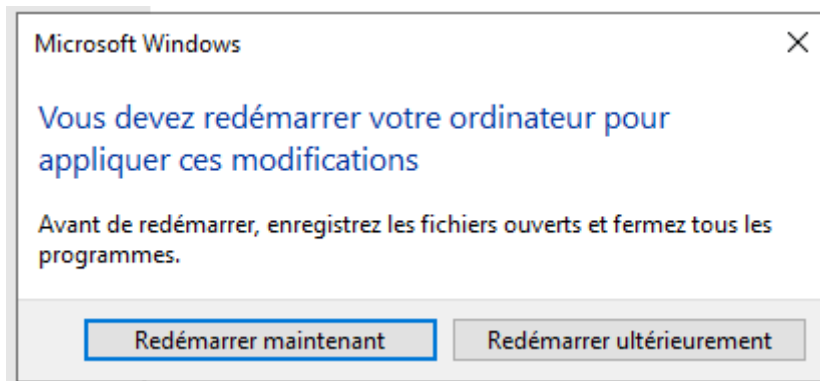 Microsoft Windows
Vous devez redémarrer votre ordinateur pour
appliquer ces modifications
Avant de redémarrer, enregistrez les fichiers ouverts et fermez tous les
programmes.
Redémarrer maintenant
Redémarrer ultérieurement